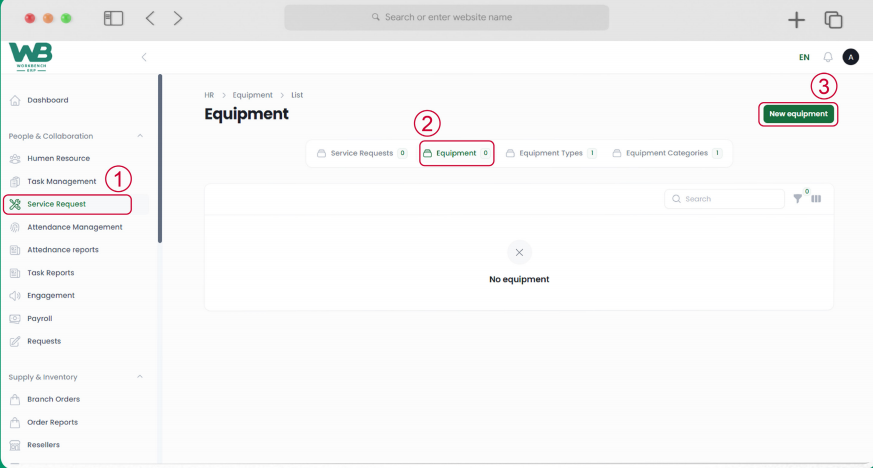 Search or enter website name
WB
WORKBENCH
ERP
EN
A
Dashboard
People & Collaboration
Human Resource
Task Management
1
Service Request
Attendance Management
Attednance reports
Task Reports
Engagement
Payroll
Requests
Supply & Inventory
Branch Orders
Order Reports
Resellers
HR > Equipment > List
Equipment
3
New equipment
2
Service Requests 0 Equipment 0 Equipment Types 1 Equipment Categories 1
Search 0
No equipment